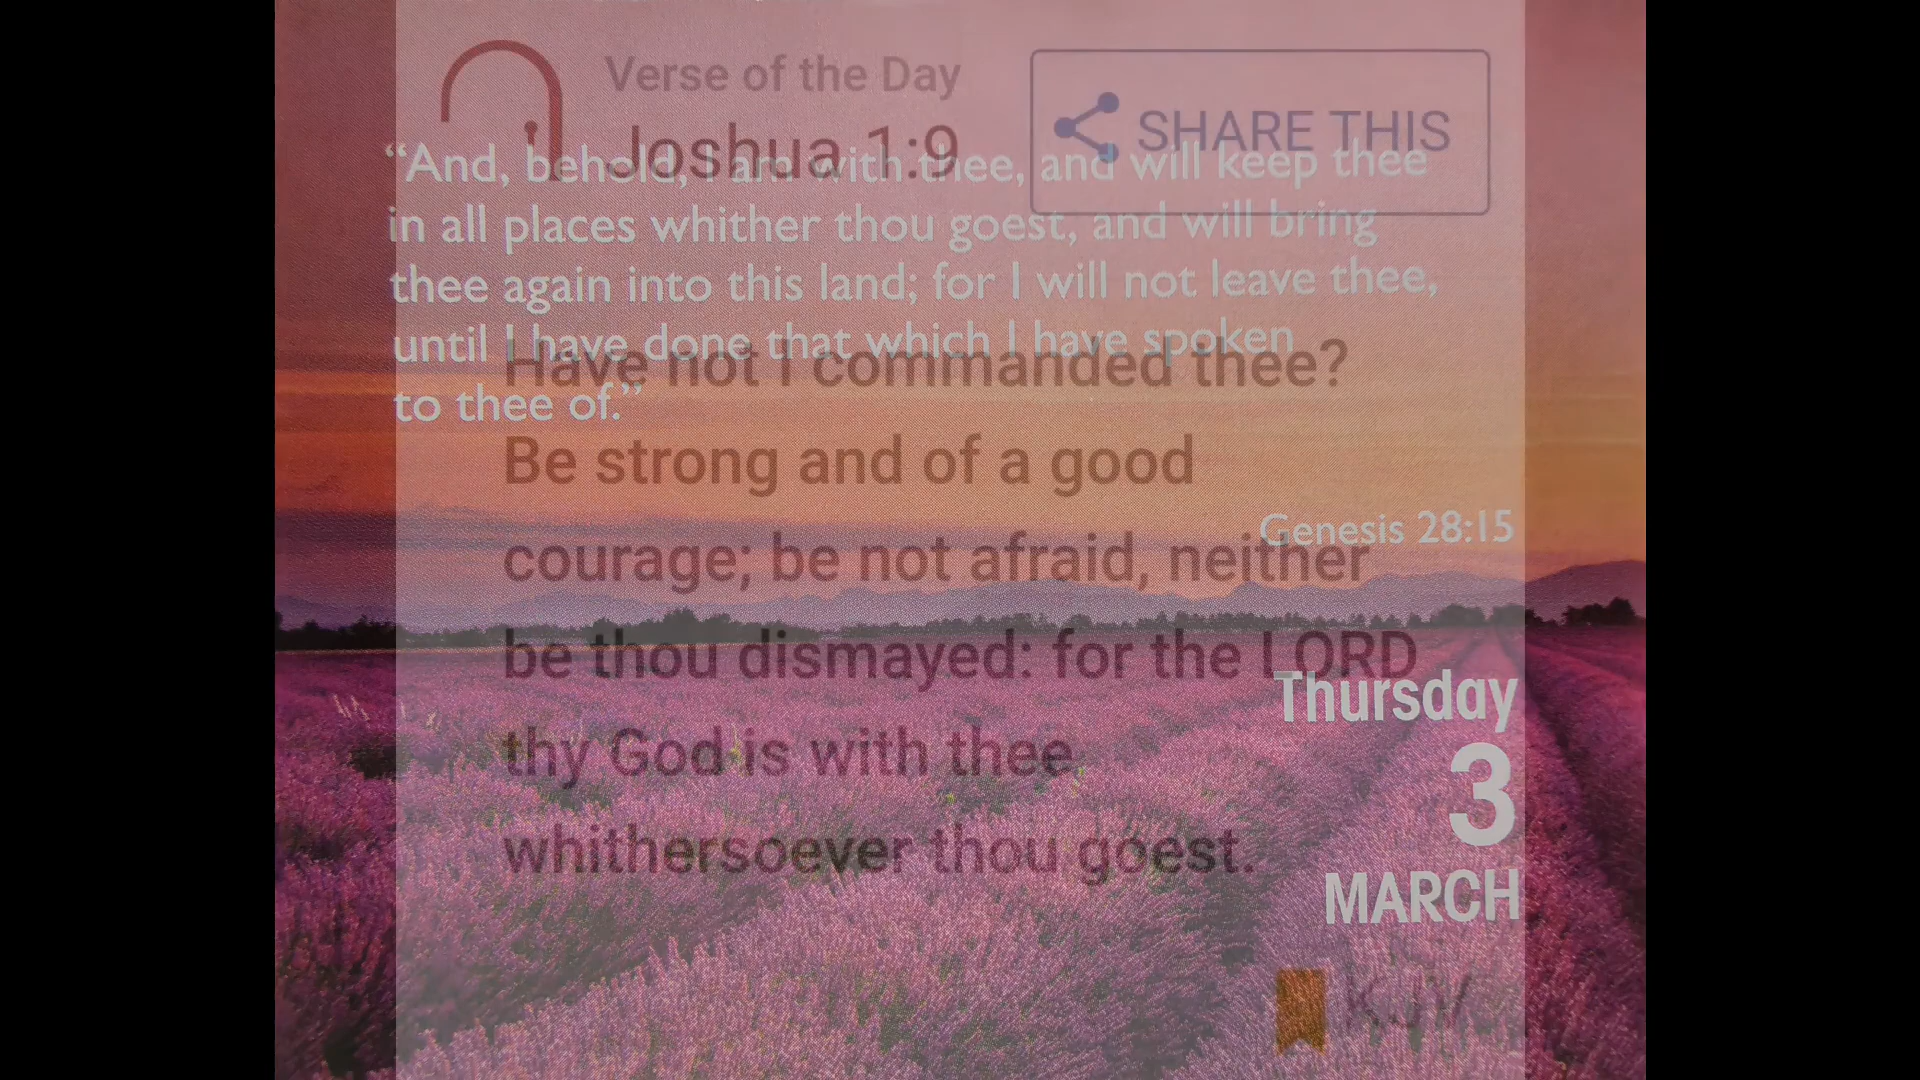 Verse of the Day
Joshua 1:9
SHARE THIS
“And, behold, I am with thee, and will keep thee
in all places whither thou goest, and will bring
thee again into this land; for I will not leave thee,
until I have done that which I have spoken
to thee of.”
Genesis 28:15
Have not I commanded thee?
Be strong and of a good
courage; be not afraid, neither
be thou dismayed: for the LORD
thy God is with thee
whithersoever thou goest.
Thursday
3
MARCH
KJV